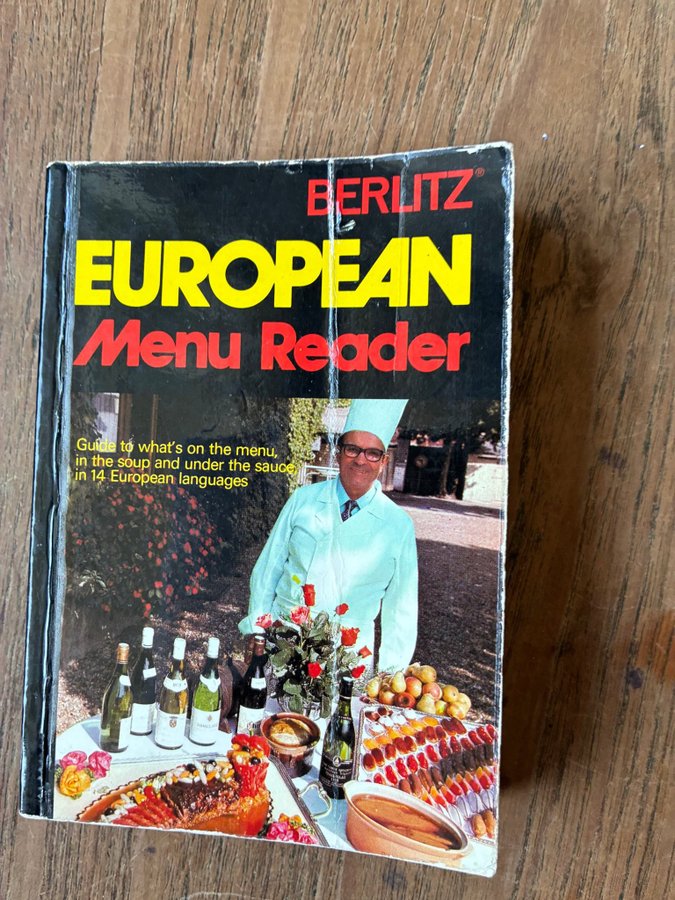 BERLITZ®
EUROPEAN
Menu Reader
Guide to what's on the menu,
in the soup and under the sauce,
in 14 European languages